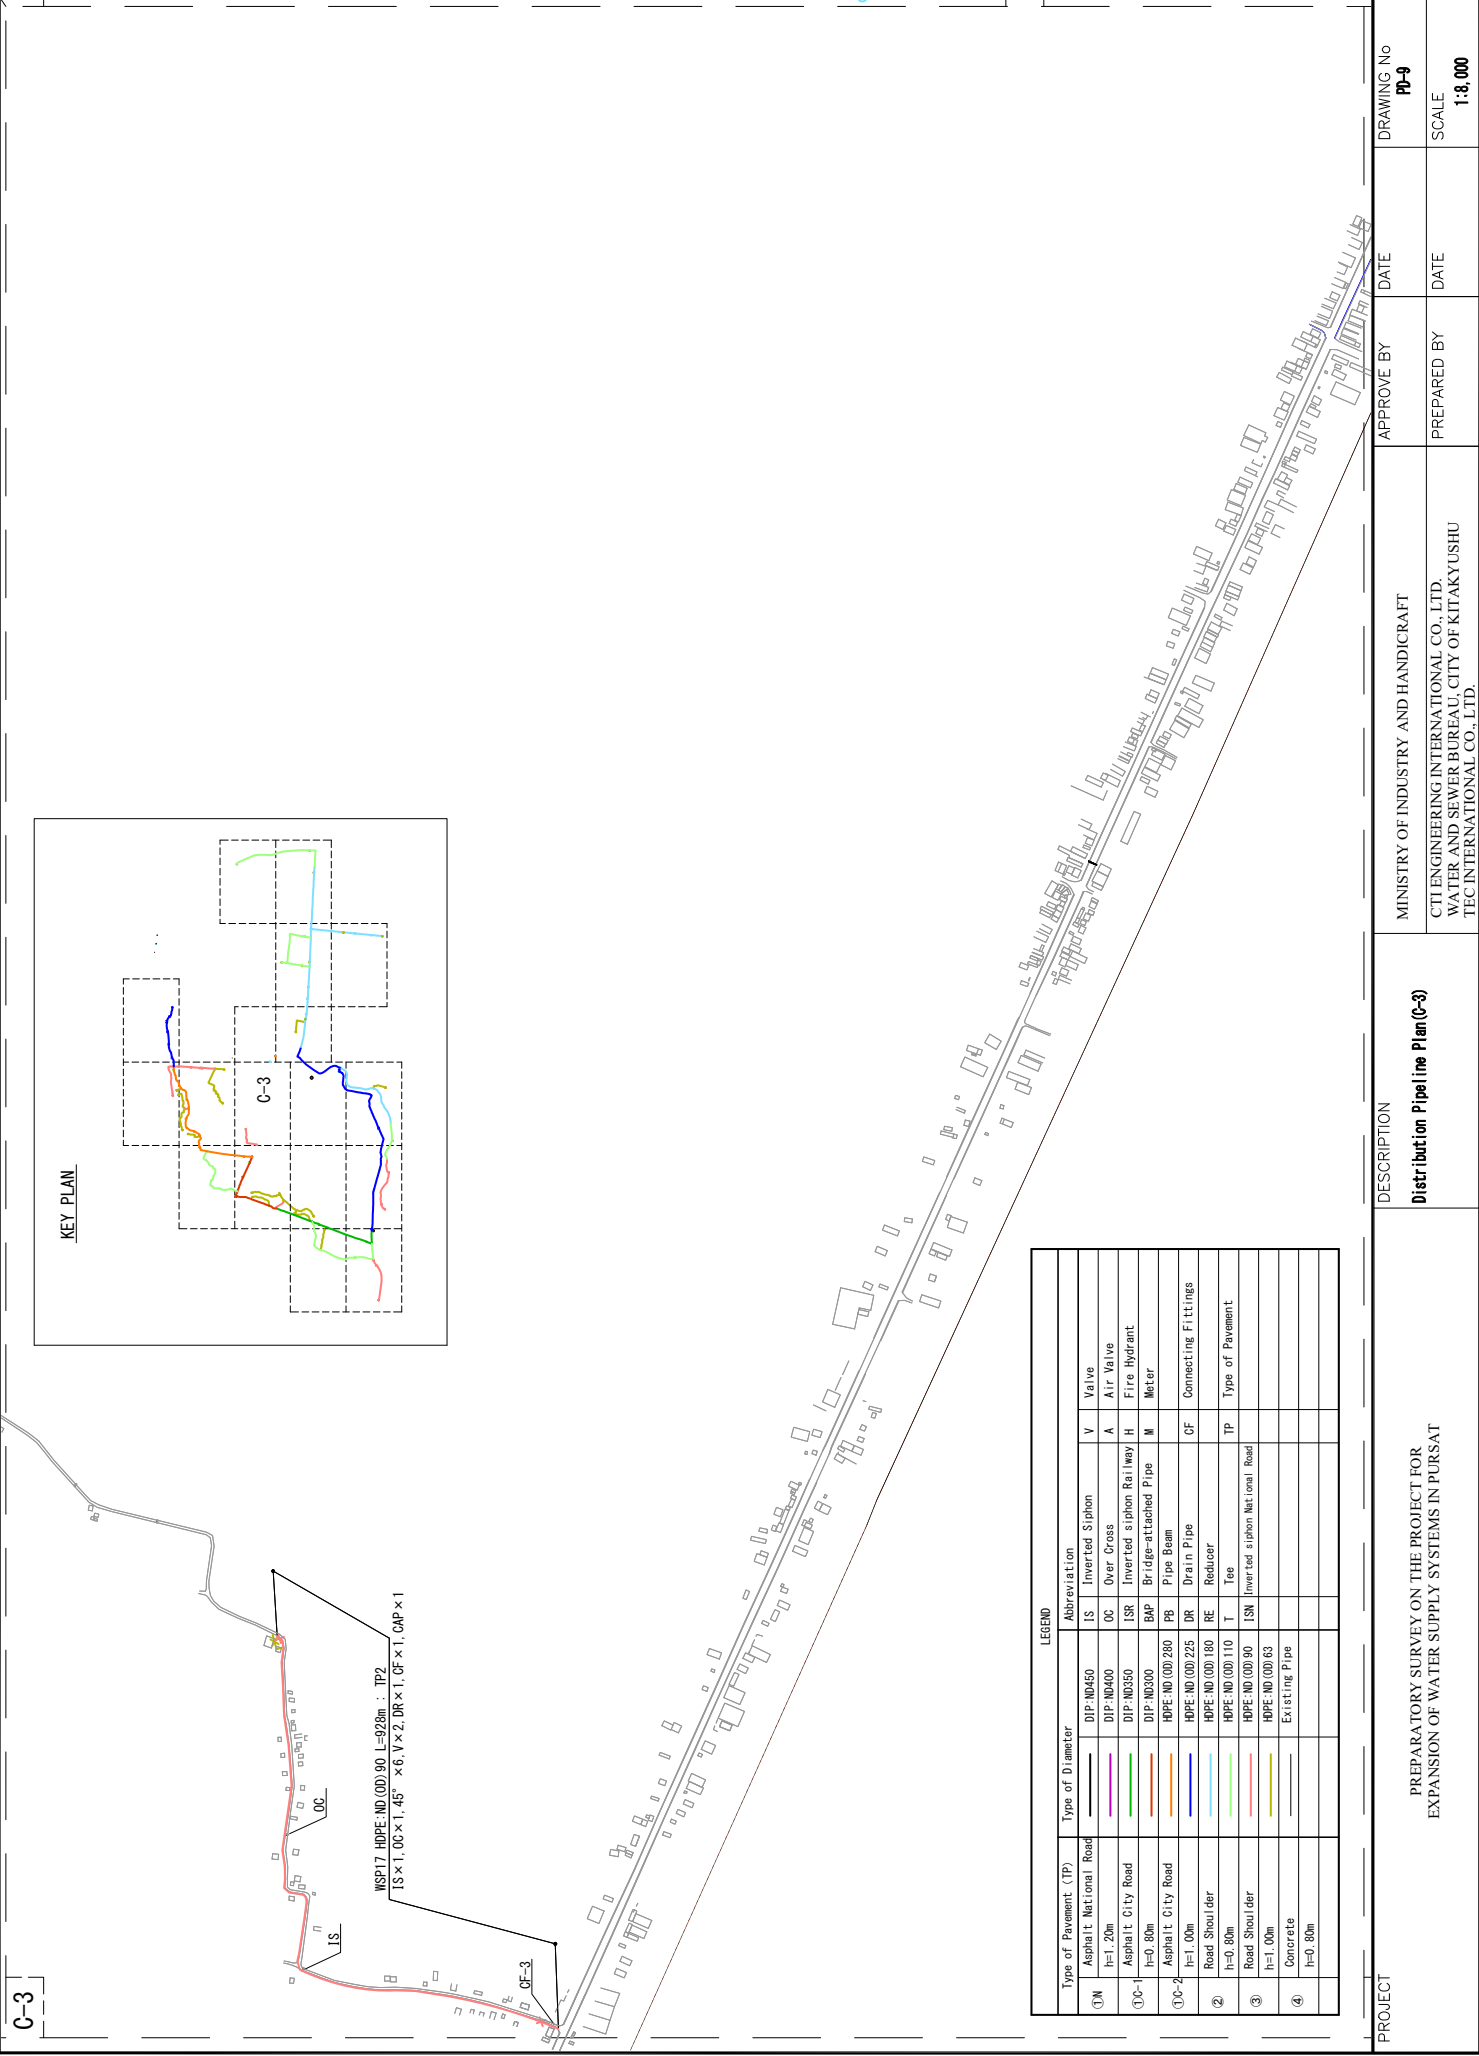 C-3
KEY PLAN
C-3
WSP17 HDPE:ND(OD)90 L=928m : TP2
IS×1,OC×1,45°×6,V×2,DR×1,CF×1,CAP×1
OC
IS
CF-3
LEGEND
Type of Pavement (TP) Type of Diameter Abbreviation
①N Asphalt National Road DIP:ND450 IS Inverted Siphon V Valve
h=1.20m DIP:ND400 OC Over Cross A Air Valve
①C-1 Asphalt City Road DIP:ND350 ISR Inverted siphon Railway H Fire Hydrant
h=0.80m DIP:ND300 BAP Bridge-attached Pipe M Meter
①C-2 Asphalt City Road HDPE:ND(OD)280 PB Pipe Beam
h=1.00m HDPE:ND(OD)225 DR Drain Pipe CF Connecting Fittings
② Road Shoulder HDPE:ND(OD)180 RE Reducer
h=0.80m HDPE:ND(OD)110 T Tee TP Type of Pavement
③ Road Shoulder HDPE:ND(OD)90 ISN Inverted siphon National Road
h=1.00m HDPE:ND(OD)63
④ Concrete Existing Pipe
h=0.80m
PROJECT
PREPARATORY SURVEY ON THE PROJECT FOR
EXPANSION OF WATER SUPPLY SYSTEMS IN PURSAT
DESCRIPTION
Distribution Pipeline Plan(C-3)
MINISTRY OF INDUSTRY AND HANDICRAFT
CTI ENGINEERING INTERNATIONAL CO., LTD.
WATER AND SEWER BUREAU, CITY OF KITAKYUSHU
TEC INTERNATIONAL CO., LTD.
APPROVE BY
PREPARED BY
DATE
DATE
DRAWING No
PD-9
SCALE
1:8,000